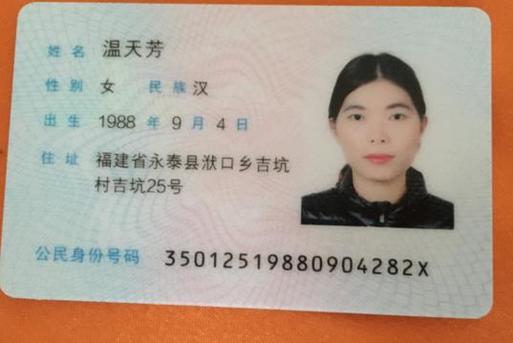 姓名 温天芳
性别 女 民族 汉
出生 1988 年 9 月 4 日
住址 福建省永泰县洑口乡吉坑
村吉坑25号
公民身份号码 35012519880904282X